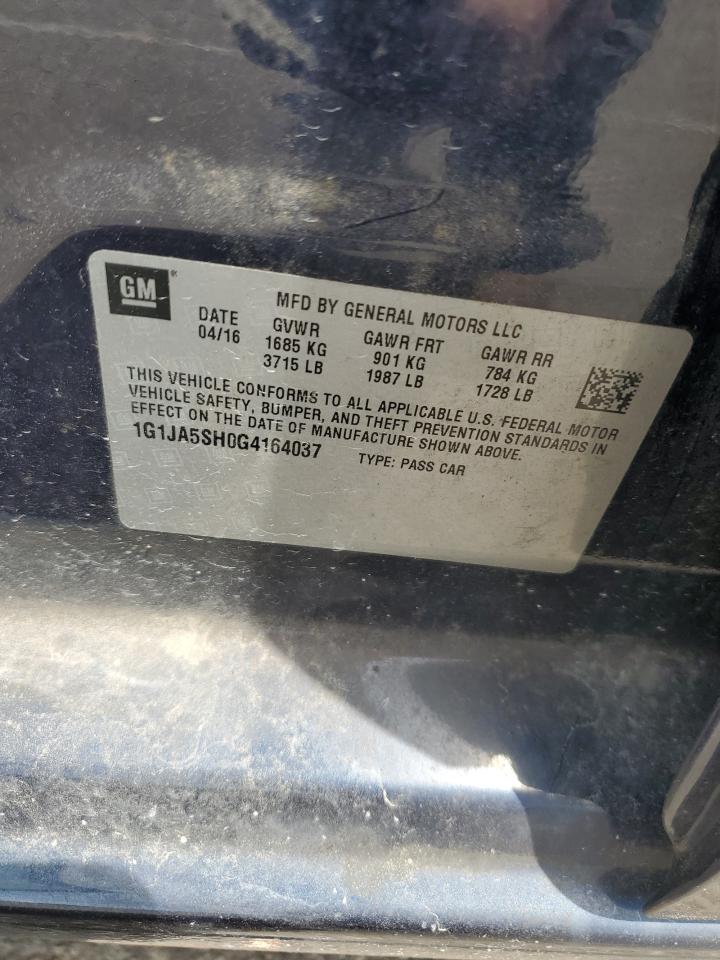 GM ®
MFD BY GENERAL MOTORS LLC
DATE GVWR GAWR FRT GAWR RR
04/16 1685 KG 901 KG 784 KG
3715 LB 1987 LB 1728 LB
THIS VEHICLE CONFORMS TO ALL APPLICABLE U.S. FEDERAL MOTOR
VEHICLE SAFETY, BUMPER, AND THEFT PREVENTION STANDARDS IN
EFFECT ON THE DATE OF MANUFACTURE SHOWN ABOVE.
1G1JA5SH0G4164037 TYPE: PASS CAR